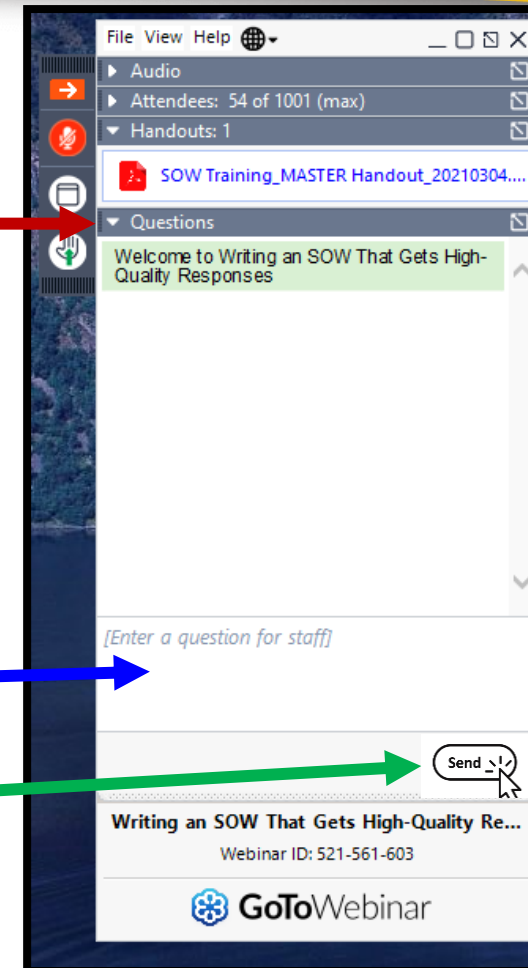 File View Help
Audio
Attendees: 54 of 1001 (max)
Handouts: 1
SOW Training_MASTER Handout_20210304....
Questions
Welcome to Writing an SOW That Gets High-
Quality Responses
[Enter a question for staff]
Send
Writing an SOW That Gets High-Quality Re...
Webinar ID: 521-561-603
GoToWebinar